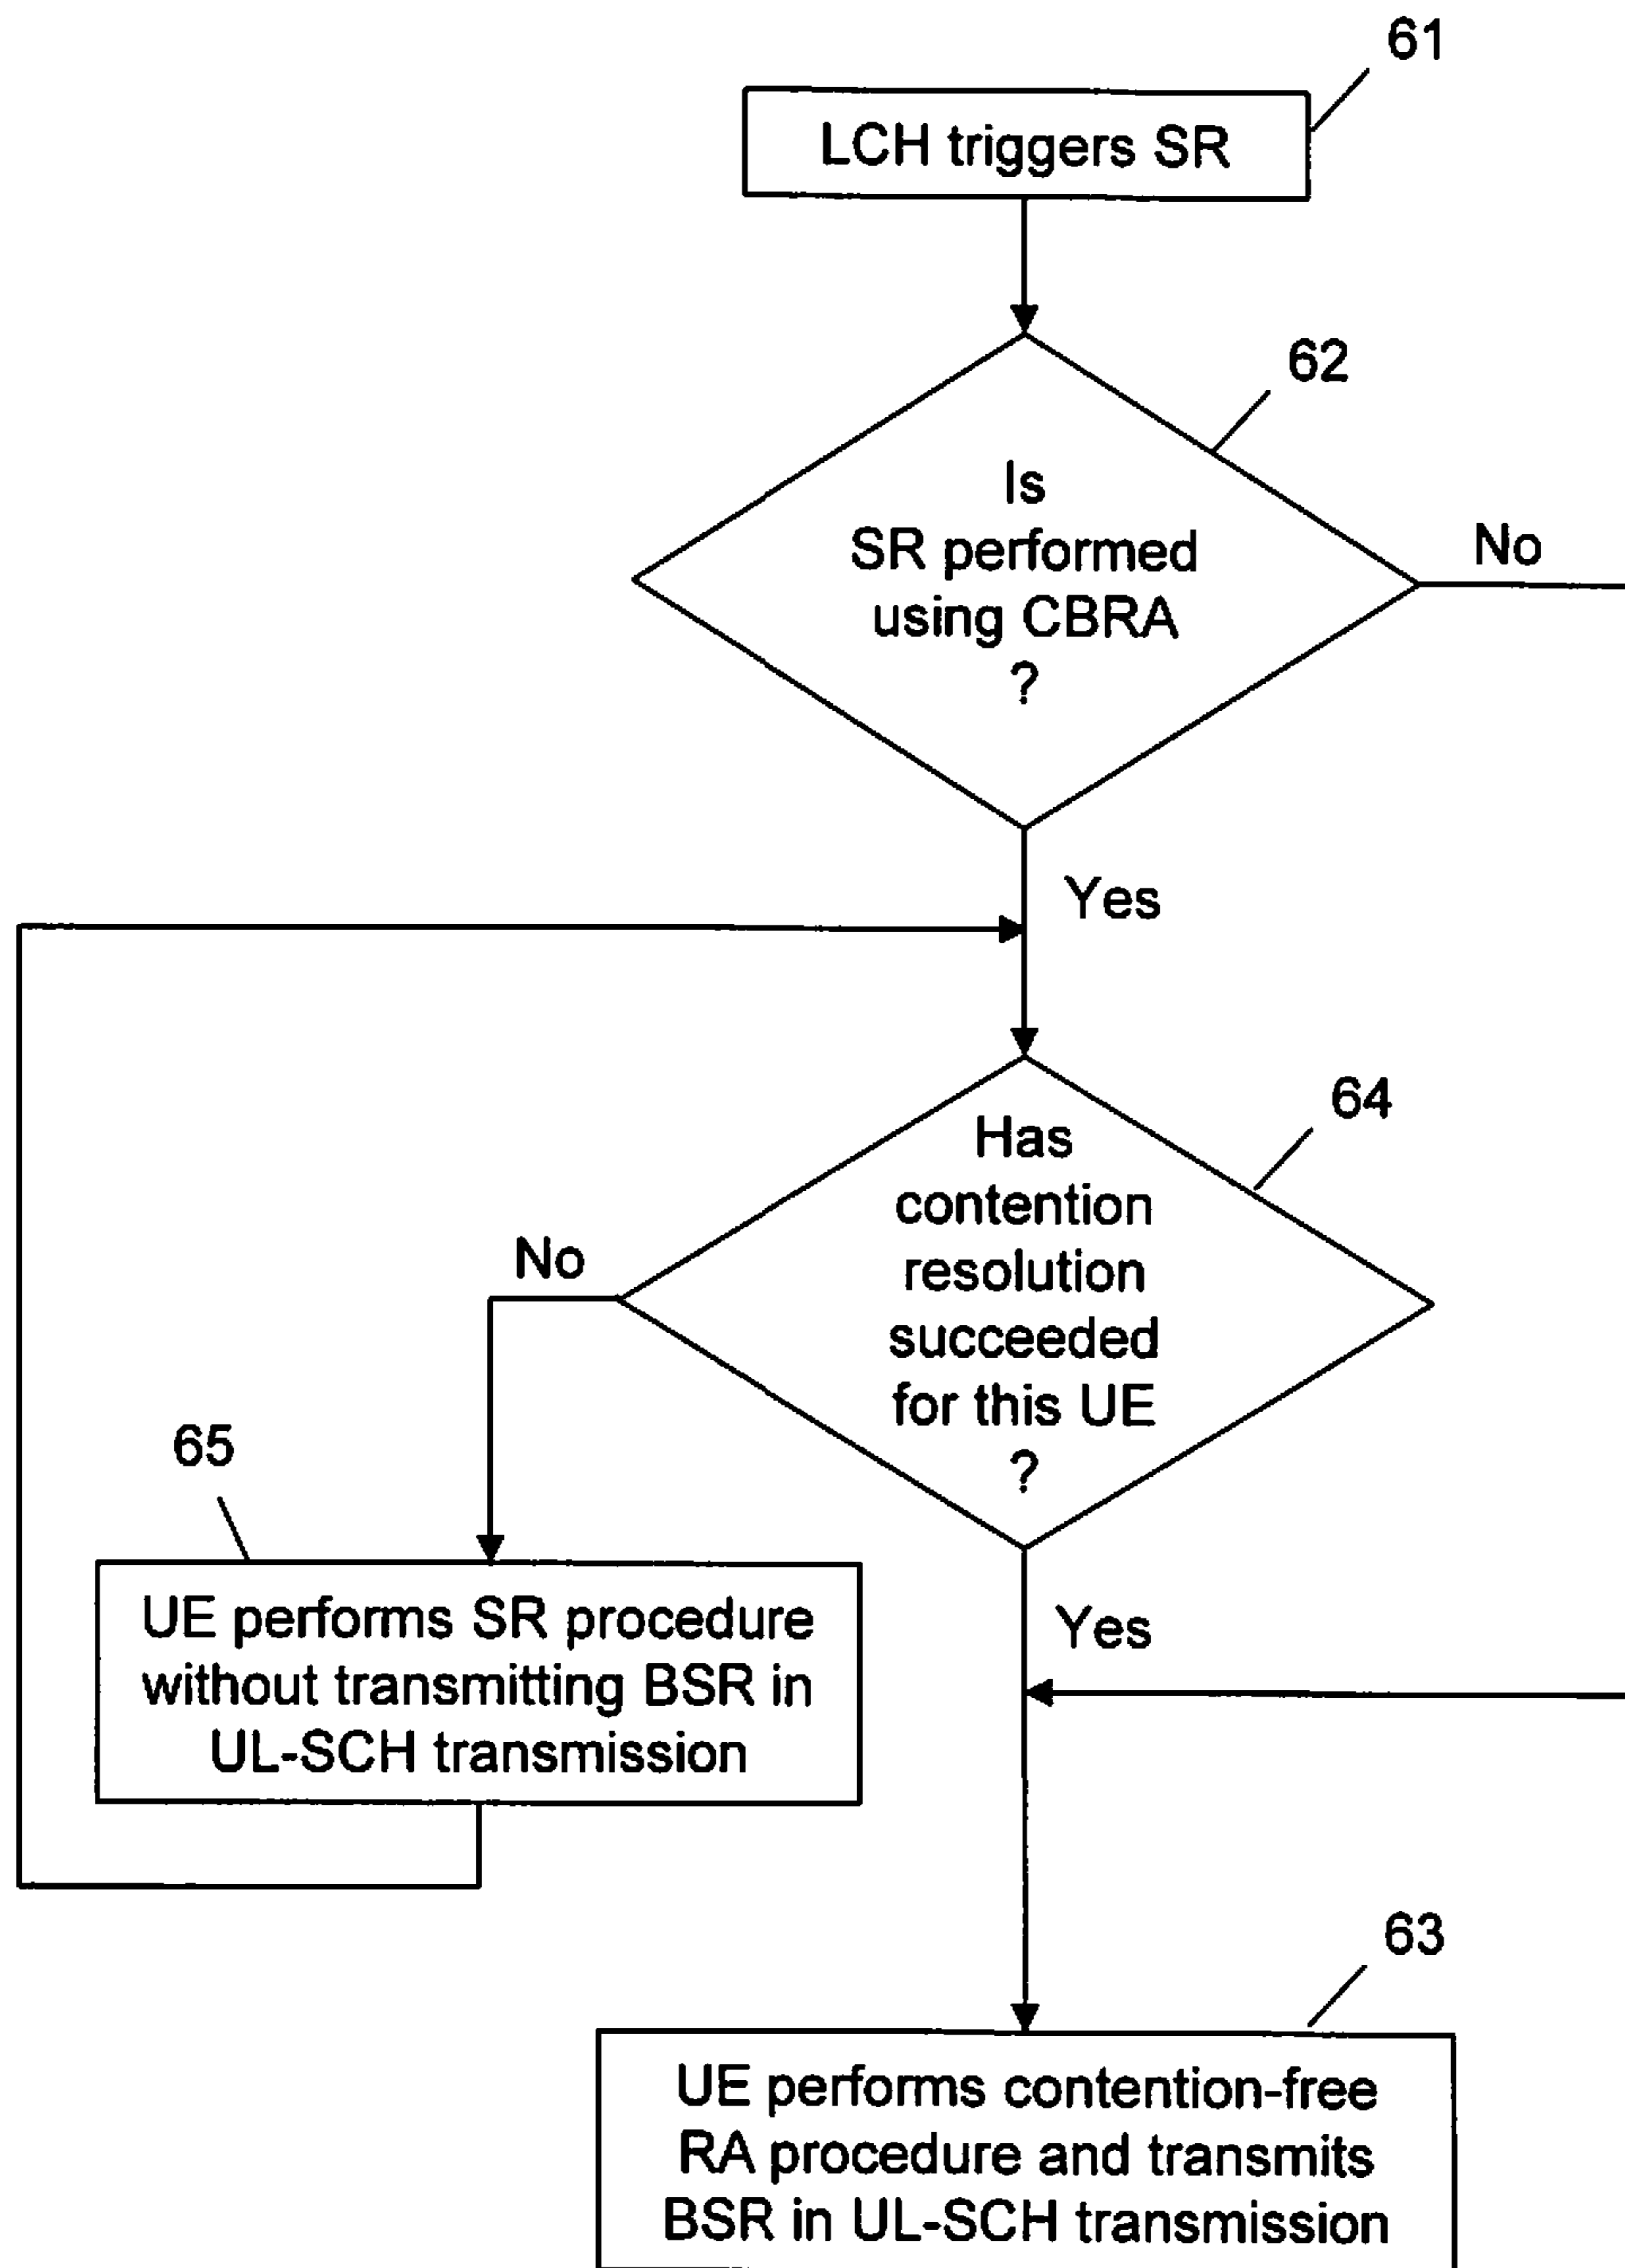 61
LCH triggers SR
62
Is
SR performed
using CBRA
?
No
Yes
64
Has
contention
resolution
succeeded
for this UE
?
No
65
UE performs SR procedure
without transmitting BSR in
UL-SCH transmission
Yes
63
UE performs contention-free
RA procedure and transmits
BSR in UL-SCH transmission